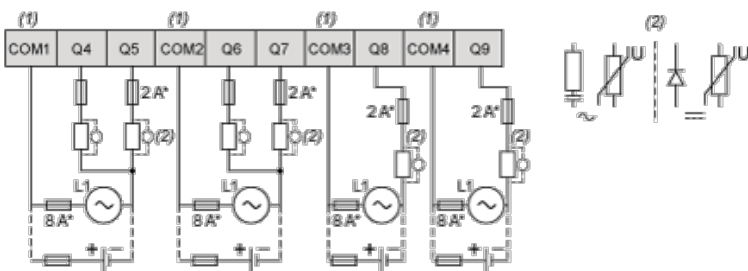 (1) (1) (1) (1) (2)
COM1 Q4 Q5 COM2 Q6 Q7 COM3 Q8 COM4 Q9
U U
2 A* 2 A* 2 A* 2 A*
(2) (2) (2) (2)
L1 L1 L1 L1
8 A* 8 A* 8 A* 8 A*